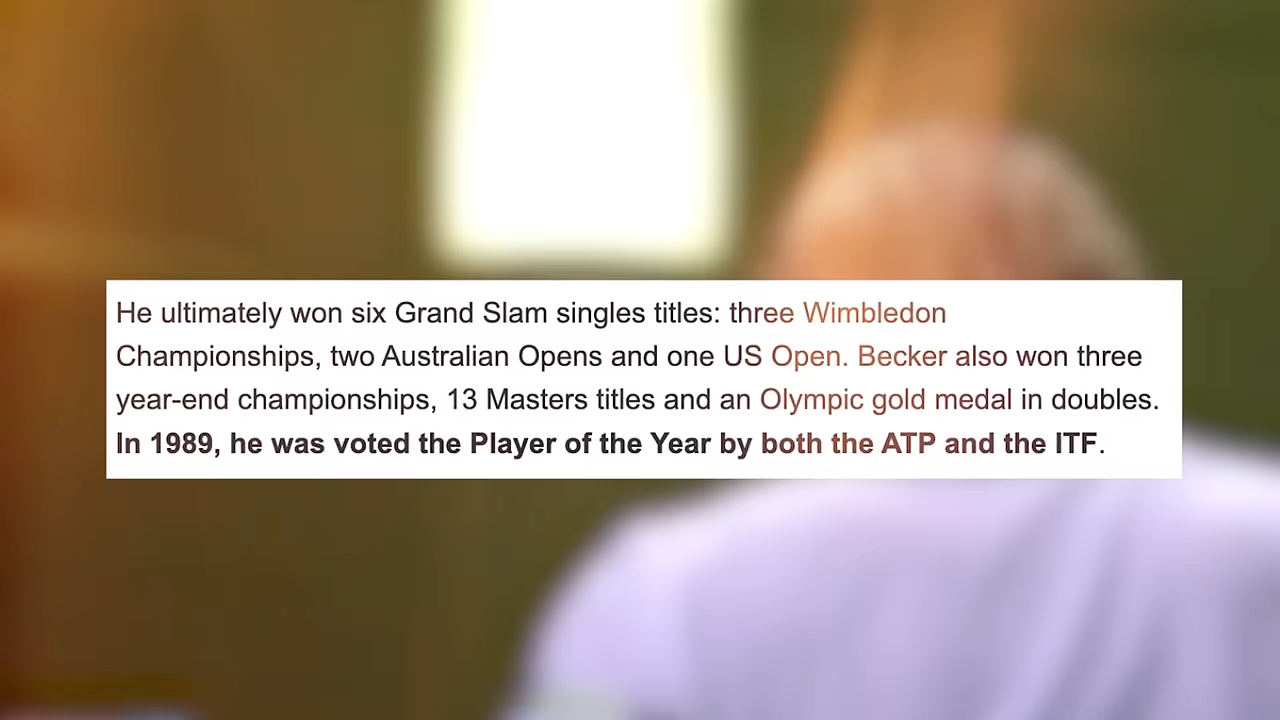 He ultimately won six Grand Slam singles titles: three Wimbledon
Championships, two Australian Opens and one US Open. Becker also won three
year-end championships, 13 Masters titles and an Olympic gold medal in doubles.
In 1989, he was voted the Player of the Year by both the ATP and the ITF.